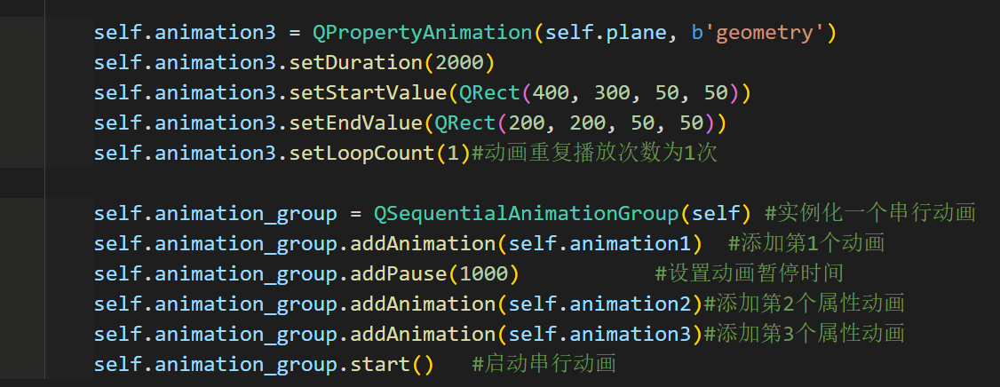 self.animation3 = QPropertyAnimation(self.plane, b'geometry')
self.animation3.setDuration(2000)
self.animation3.setStartValue(QRect(400, 300, 50, 50))
self.animation3.setEndValue(QRect(200, 200, 50, 50))
self.animation3.setLoopCount(1)#动画重复播放次数为1次
self.animation_group = QSequentialAnimationGroup(self) #实例化一个串行动画
self.animation_group.addAnimation(self.animation1)  #添加第1个动画
self.animation_group.addPause(1000)           #设置动画暂停时间
self.animation_group.addAnimation(self.animation2)#添加第2个属性动画
self.animation_group.addAnimation(self.animation3)#添加第3个属性动画
self.animation_group.start()   #启动串行动画